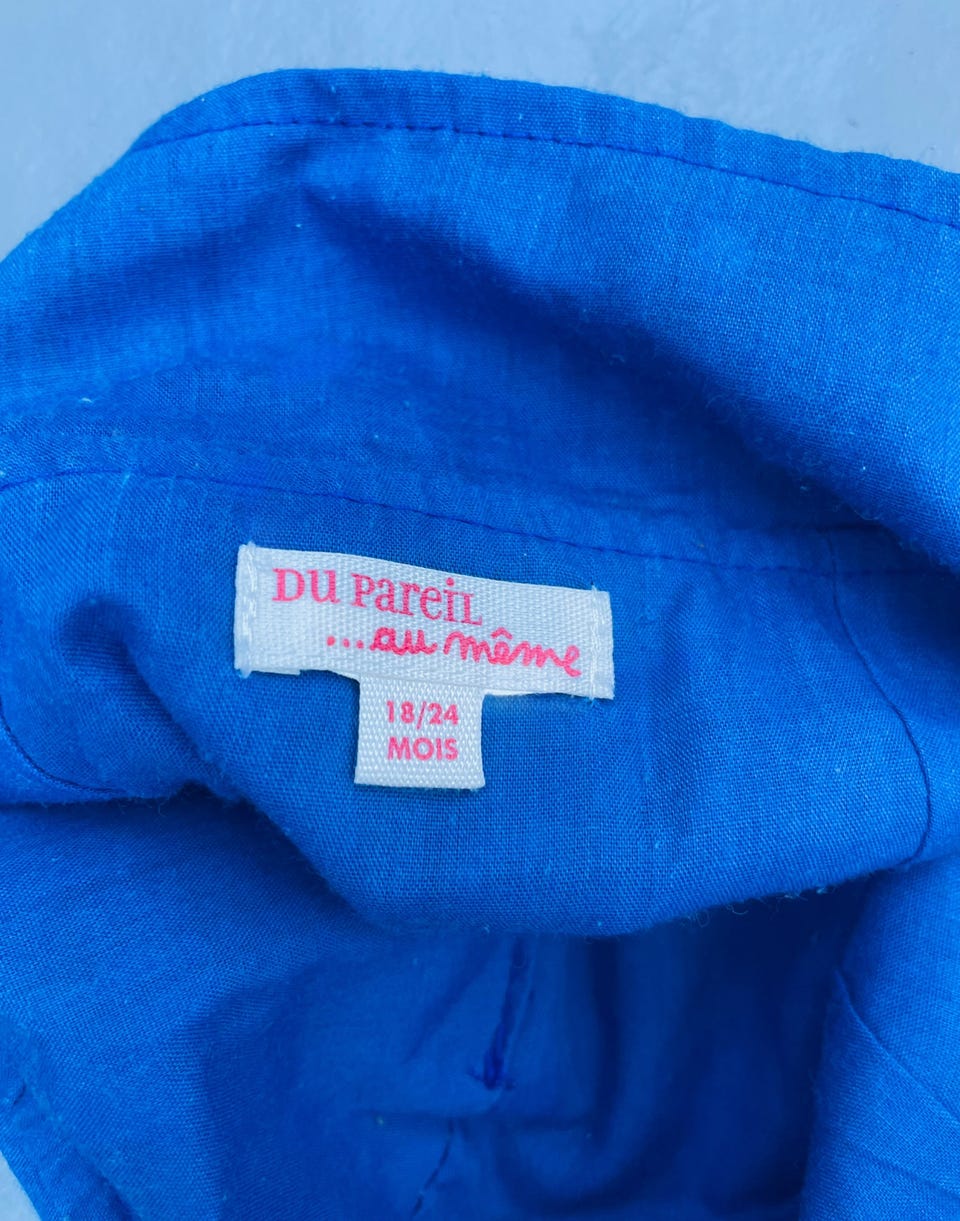 Du Pareil
...au même
18/24
MOIS